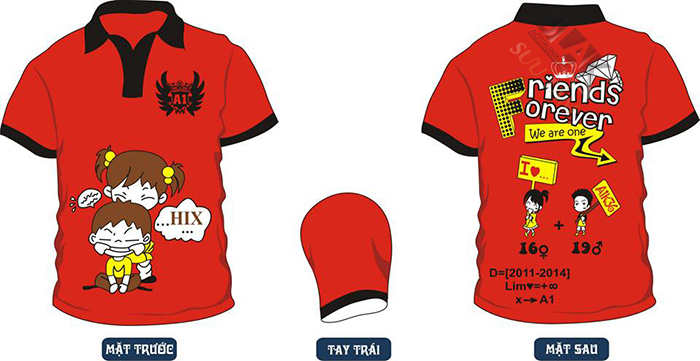 A1
...HIX
...
Friends
Forever
We are one
I♥...
A1K36
+
16♀ 19♂
D=[2011-2014]
Lim♥=+∞
x→A1
MẶT TRƯỚC
TAY TRÁI
MẶT SAU